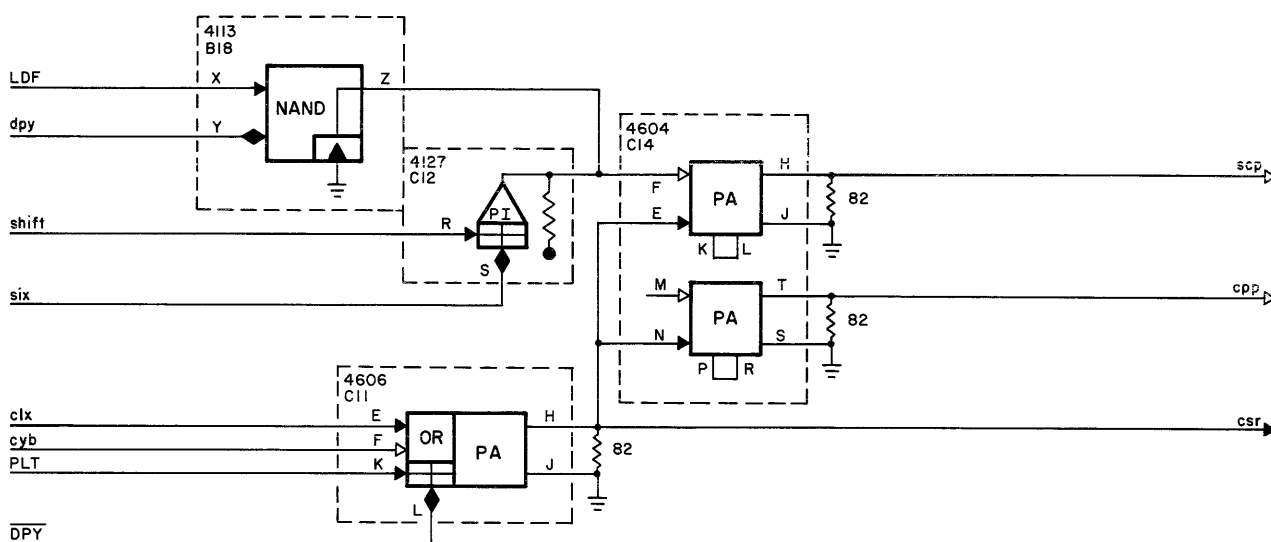 4113
B18
LDF
X
Z
NAND
dpy
Y
4127
C12
4604
C14
PI
F
PA
H
scp
82
shift
R
E
J
K L
S
six
M
T
cpp
PA
82
N
S
P R
4606
C11
clx
E
H
csr
cyb
F
OR
PA
82
PLT
K
J
L
DPY